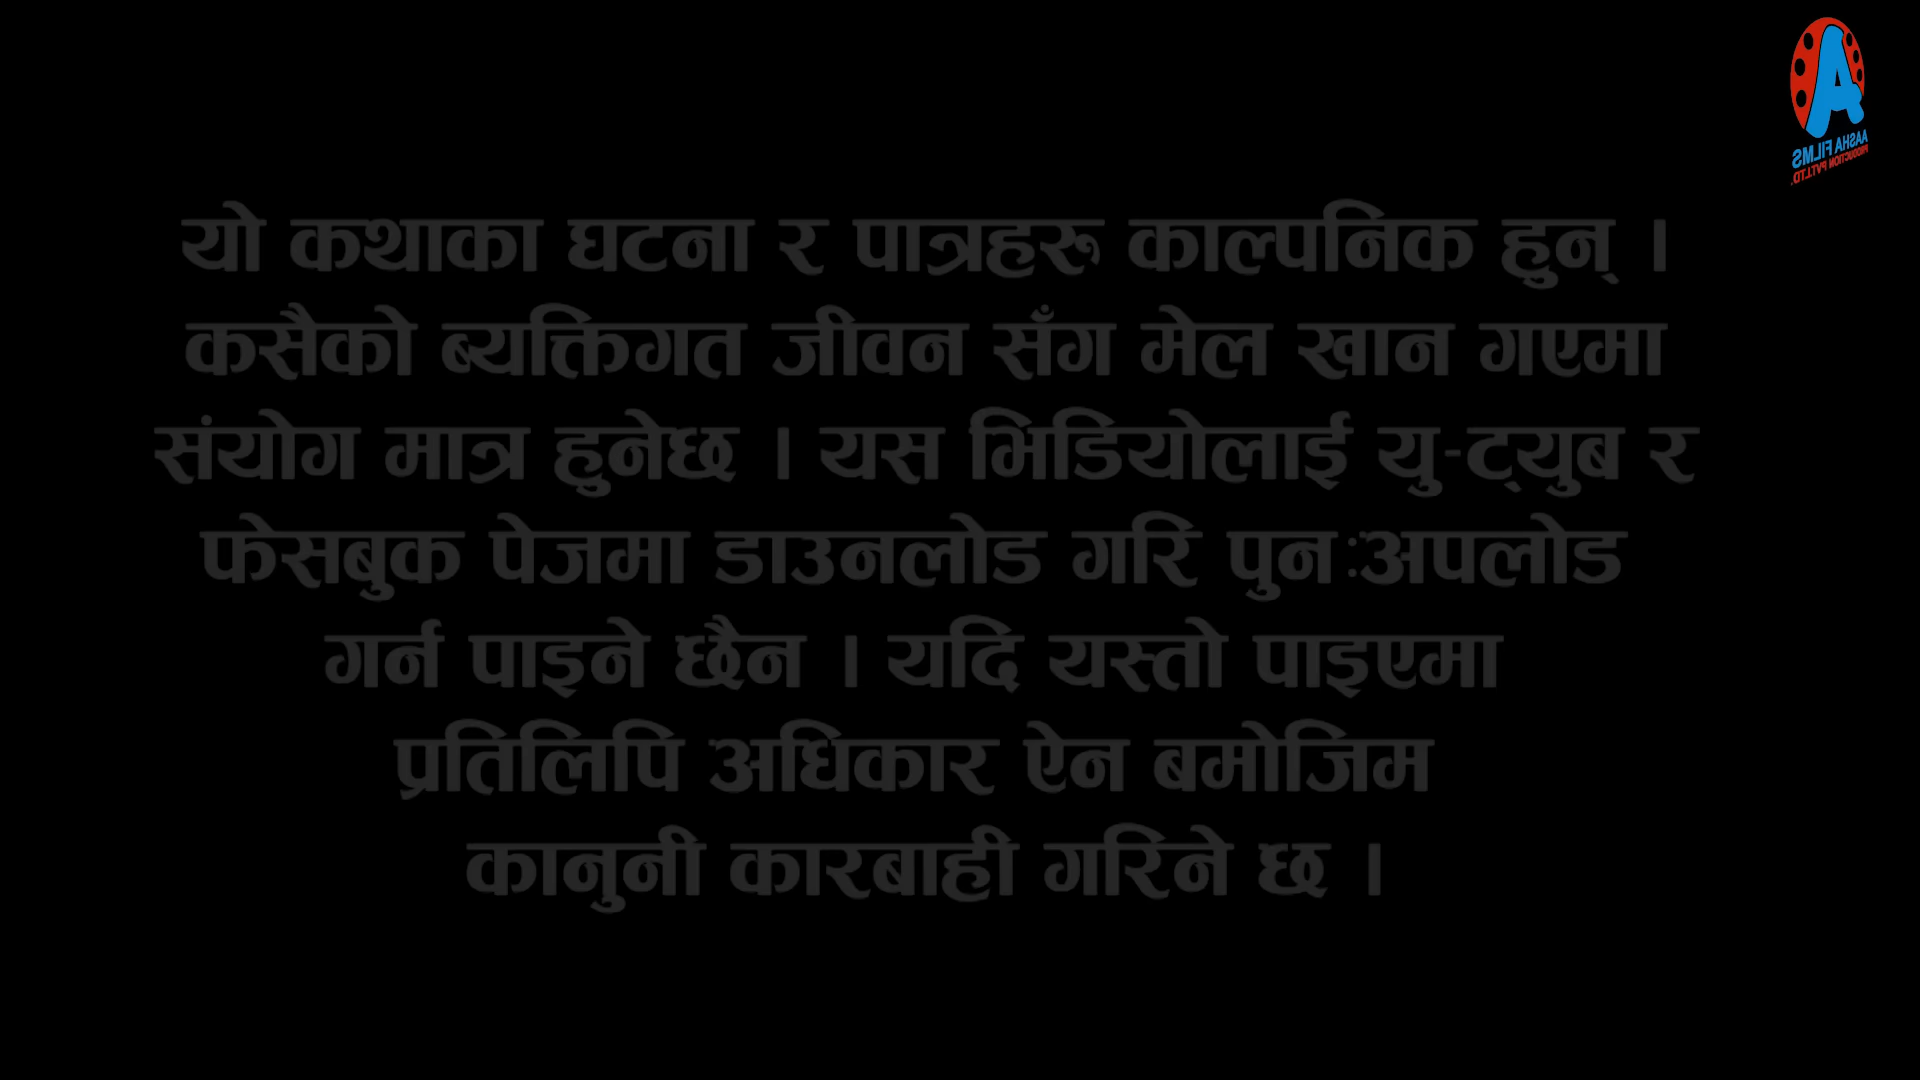 यो कथाका घटना र पात्रहरु काल्पनिक हुन् ।
कसैको ब्यक्तिगत जीवन सँग मेल खान गएमा
संयोग मात्र हुनेछ । यस भिडियोलाई यु-ट्युब र
फेसबुक पेजमा डाउनलोड गरि पुनःअपलोड
गर्न पाइने छैन । यदि यस्तो पाइएमा
प्रतिलिपि अधिकार ऐन बमोजिम
कानुनी कारबाही गरिने छ ।
A
AASHA FILMS
PRODUCTION PVT.LTD.